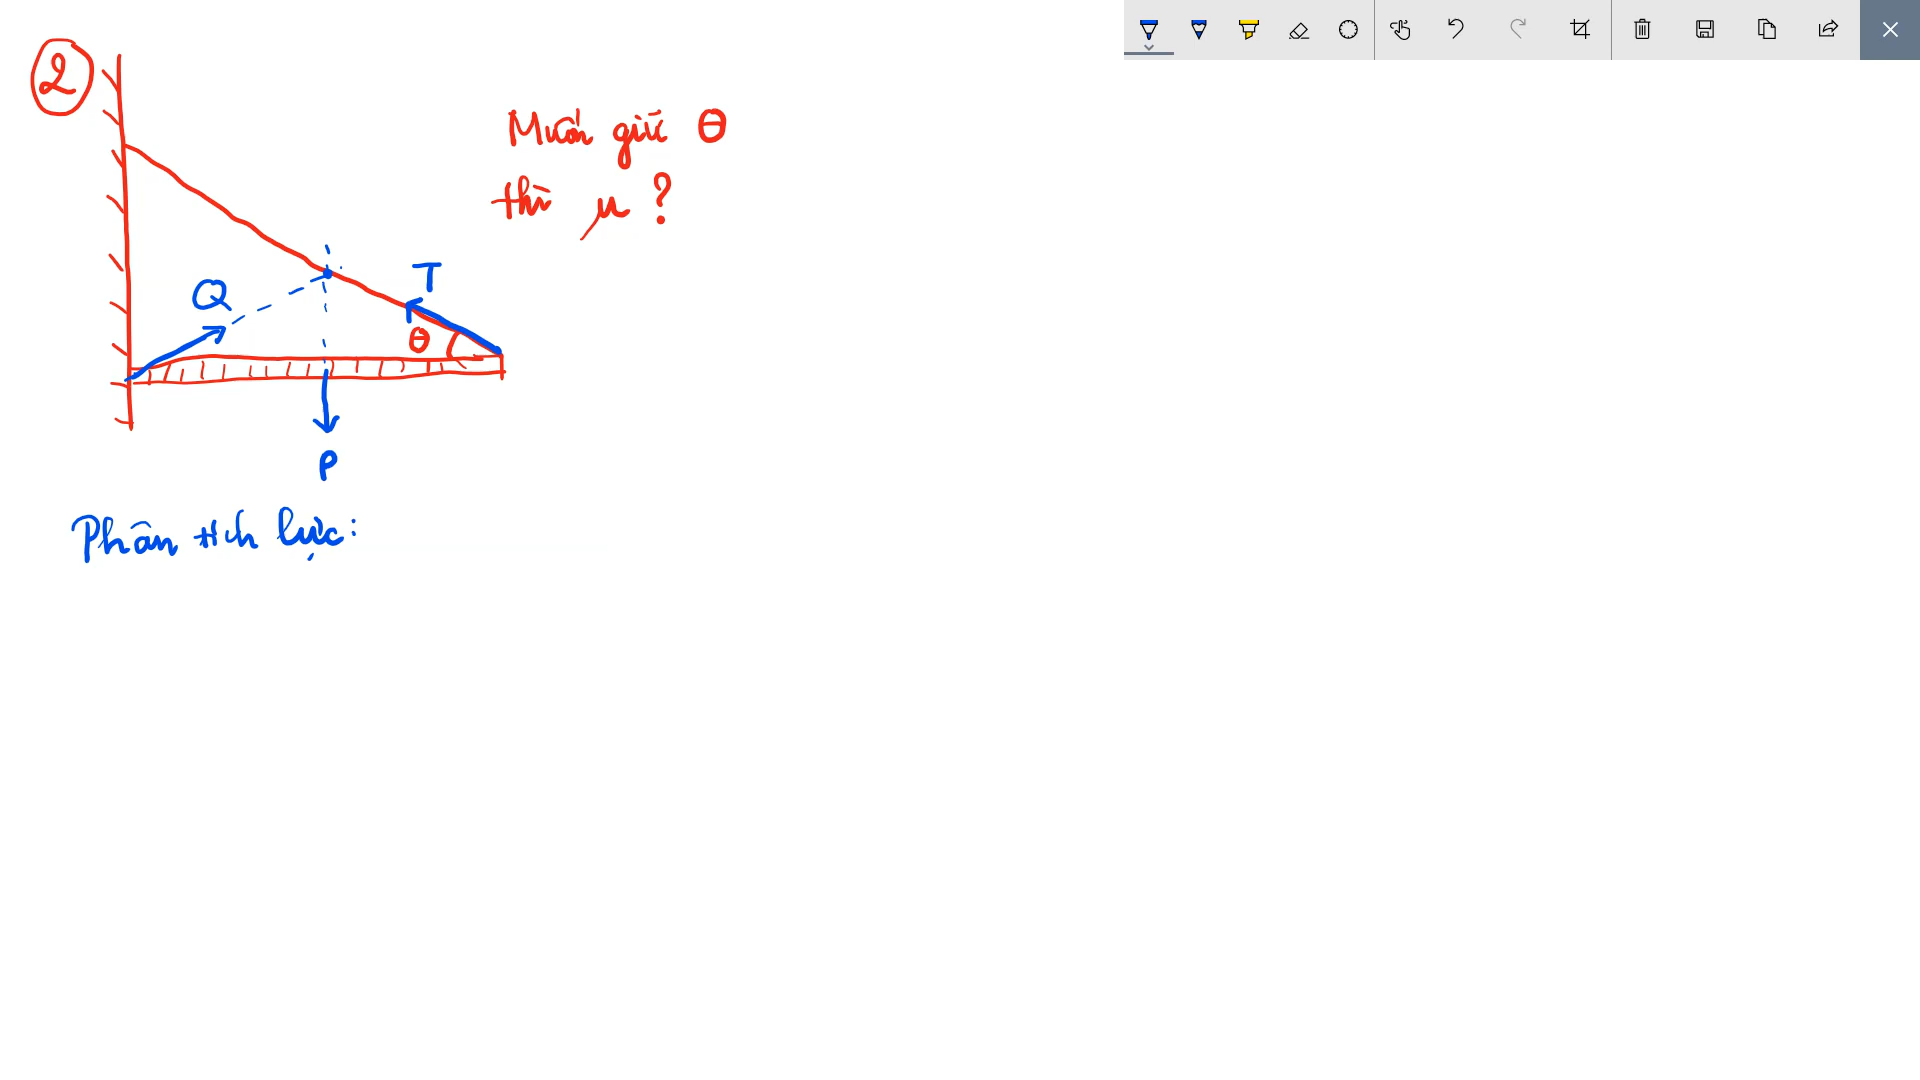 2
Muốn giữ θ
thì μ ?
Q
T
θ
P
Phân tích lực: